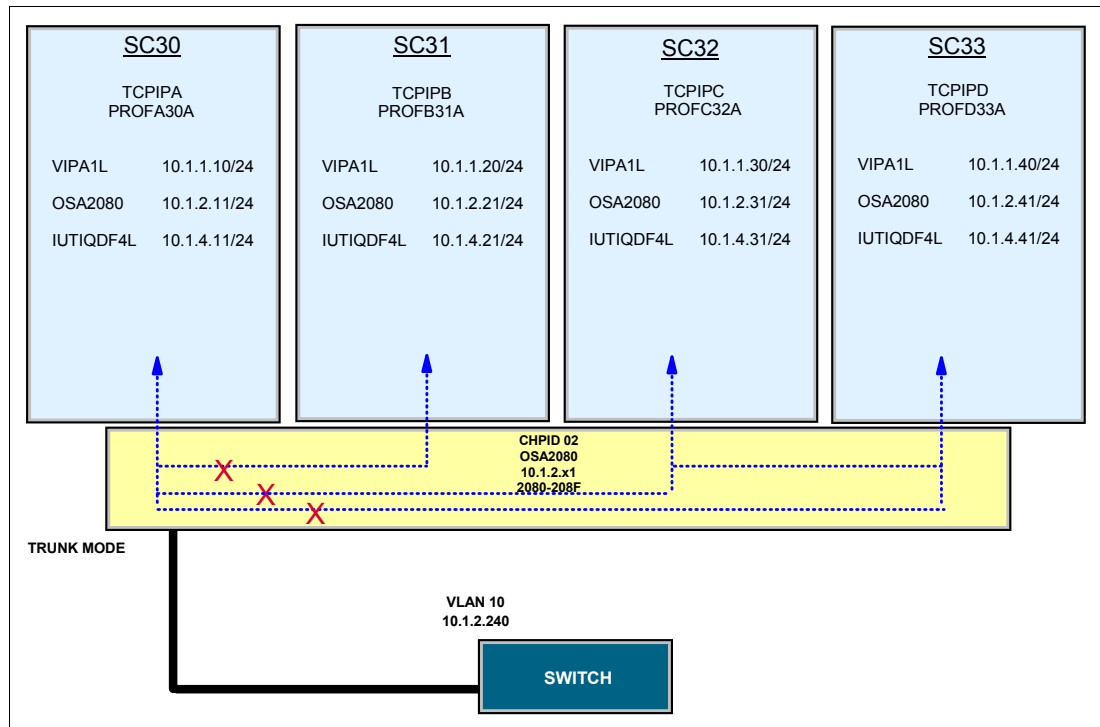 SC30
TCPIPA
PROFA30A
VIPA1L 10.1.1.10/24
OSA2080 10.1.2.11/24
IUTIQDF4L 10.1.4.11/24
SC31
TCPIPB
PROFB31A
VIPA1L 10.1.1.20/24
OSA2080 10.1.2.21/24
IUTIQDF4L 10.1.4.21/24
SC32
TCPIPC
PROFC32A
VIPA1L 10.1.1.30/24
OSA2080 10.1.2.31/24
IUTIQDF4L 10.1.4.31/24
SC33
TCPIPD
PROFD33A
VIPA1L 10.1.1.40/24
OSA2080 10.1.2.41/24
IUTIQDF4L 10.1.4.41/24
CHPID 02
OSA2080
10.1.2.x1
2080-208F
TRUNK MODE
VLAN 10
10.1.2.240
SWITCH